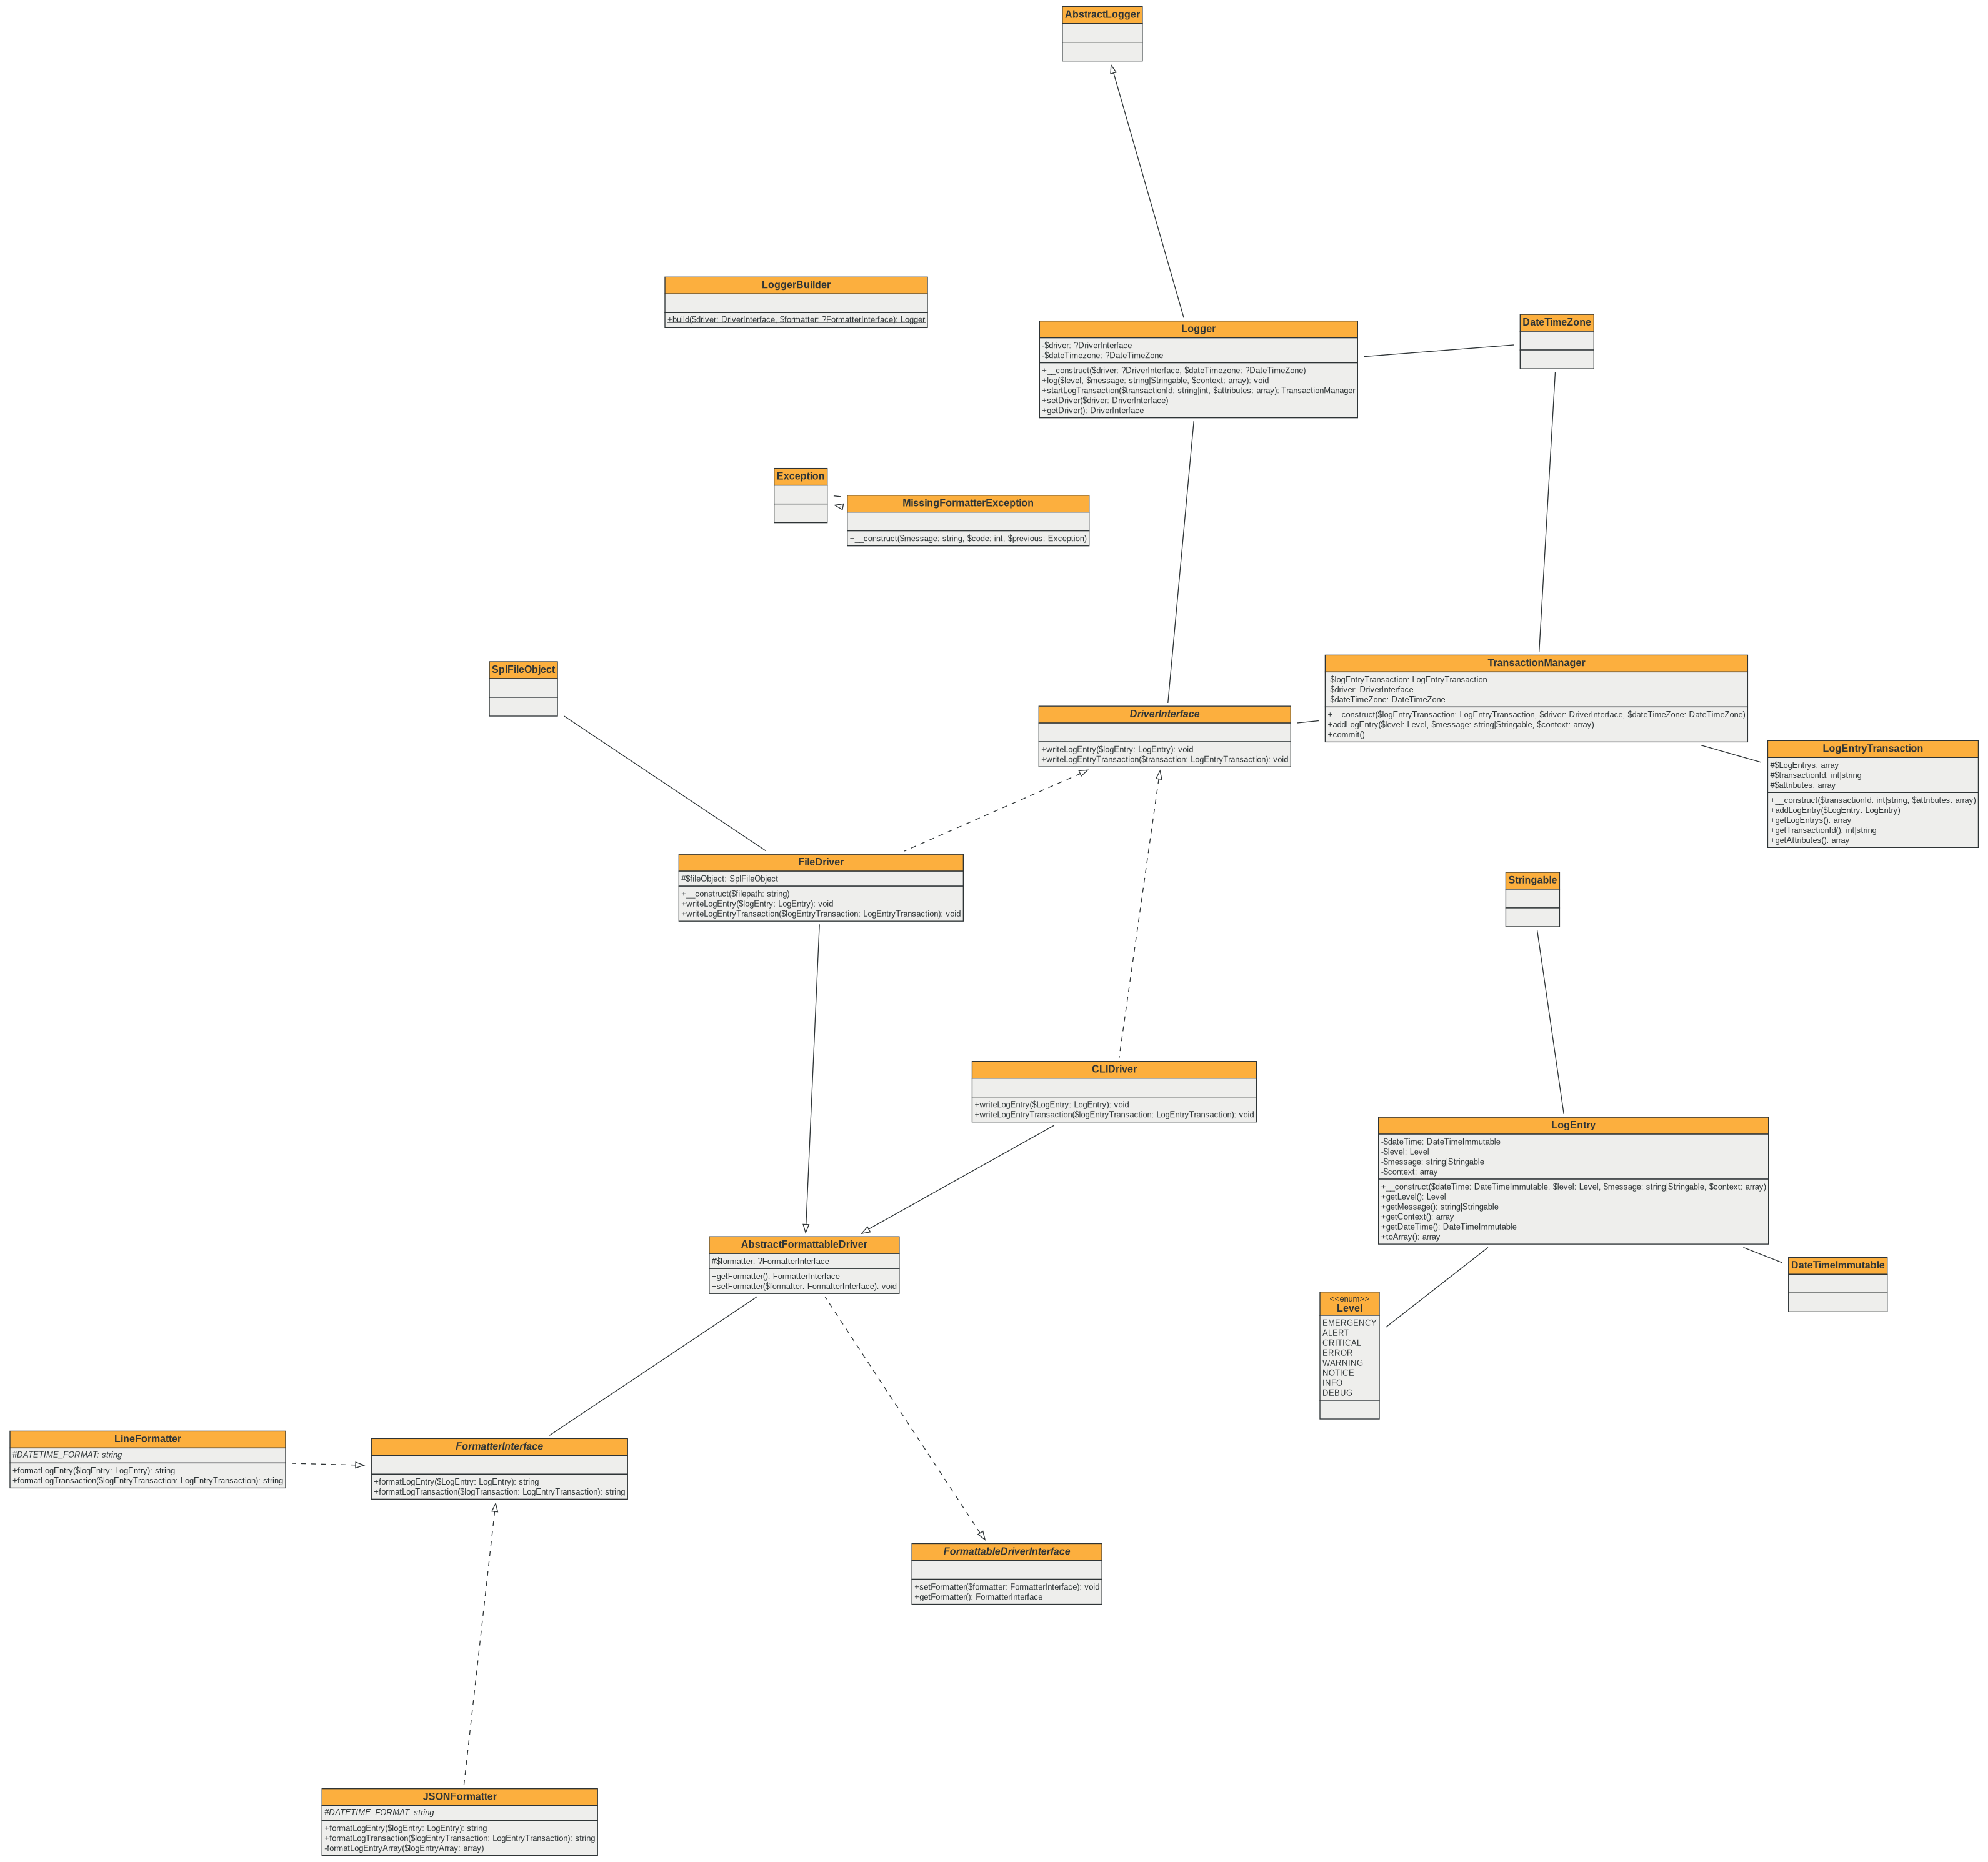 AbstractLogger
LoggerBuilder
+build($driver: DriverInterface, $formatter: ?FormatterInterface): Logger
Logger
-$driver: ?DriverInterface
-$dateTimezone: ?DateTimeZone
+__construct($driver: ?DriverInterface, $dateTimezone: ?DateTimeZone)
+log($level, $message: string|Stringable, $context: array): void
+startLogTransaction($transactionId: string|int, $attributes: array): TransactionManager
+setDriver($driver: DriverInterface)
+getDriver(): DriverInterface
DateTimeZone
Exception
MissingFormatterException
+__construct($message: string, $code: int, $previous: Exception)
SplFileObject
DriverInterface
+writeLogEntry($logEntry: LogEntry): void
+writeLogEntryTransaction($transaction: LogEntryTransaction): void
TransactionManager
-$logEntryTransaction: LogEntryTransaction
-$driver: DriverInterface
-$dateTimeZone: DateTimeZone
+__construct($logEntryTransaction: LogEntryTransaction, $driver: DriverInterface, $dateTimeZone: DateTimeZone)
+addLogEntry($level: Level, $message: string|Stringable, $context: array)
+commit()
LogEntryTransaction
#$LogEntrys: array
#$transactionId: int|string
#$attributes: array
+__construct($transactionId: int|string, $attributes: array)
+addLogEntry($LogEntry: LogEntry)
+getLogEntrys(): array
+getTransactionId(): int|string
+getAttributes(): array
FileDriver
#$fileObject: SplFileObject
+__construct($filepath: string)
+writeLogEntry($logEntry: LogEntry): void
+writeLogEntryTransaction($logEntryTransaction: LogEntryTransaction): void
Stringable
CLIDriver
+writeLogEntry($LogEntry: LogEntry): void
+writeLogEntryTransaction($logEntryTransaction: LogEntryTransaction): void
LogEntry
-$dateTime: DateTimeImmutable
-$level: Level
-$message: string|Stringable
-$context: array
+__construct($dateTime: DateTimeImmutable, $level: Level, $message: string|Stringable, $context: array)
+getLevel(): Level
+getMessage(): string|Stringable
+getContext(): array
+getDateTime(): DateTimeImmutable
+toArray(): array
AbstractFormattableDriver
#$formatter: ?FormatterInterface
+getFormatter(): FormatterInterface
+setFormatter($formatter: FormatterInterface): void
DateTimeImmutable
<<enum>>
Level
EMERGENCY
ALERT
CRITICAL
ERROR
WARNING
NOTICE
INFO
DEBUG
LineFormatter
#DATETIME_FORMAT: string
+formatLogEntry($logEntry: LogEntry): string
+formatLogTransaction($logEntryTransaction: LogEntryTransaction): string
FormatterInterface
+formatLogEntry($LogEntry: LogEntry): string
+formatLogTransaction($logTransaction: LogEntryTransaction): string
FormattableDriverInterface
+setFormatter($formatter: FormatterInterface): void
+getFormatter(): FormatterInterface
JSONFormatter
#DATETIME_FORMAT: string
+formatLogEntry($logEntry: LogEntry): string
+formatLogTransaction($logEntryTransaction: LogEntryTransaction): string
-formatLogEntryArray($logEntryArray: array)